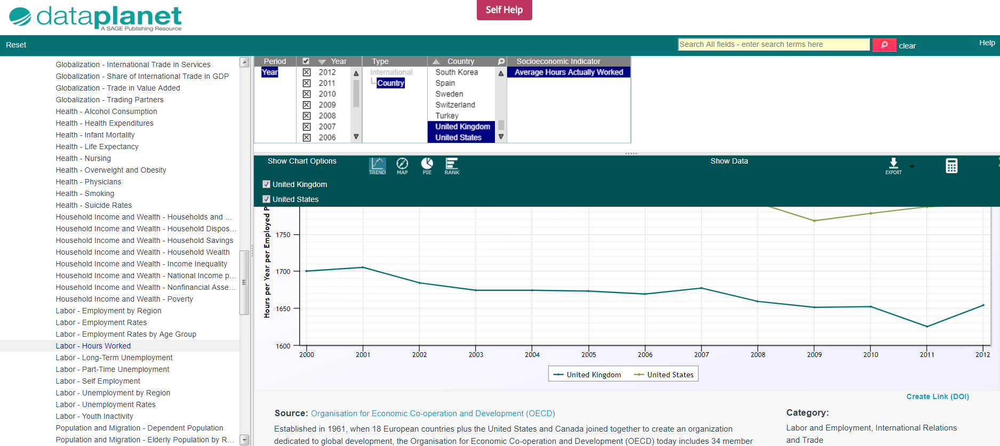 Self Help
dataplanet
A SAGE Publishing Resource
Reset
Search All fields - enter search terms here
clear
Help
Globalization - International Trade in Services
Globalization - Share of International Trade in GDP
Globalization - Trade in Value Added
Globalization - Trading Partners
Health - Alcohol Consumption
Health - Health Expenditures
Health - Infant Mortality
Health - Life Expectancy
Health - Nursing
Health - Overweight and Obesity
Health - Physicians
Health - Smoking
Health - Suicide Rates
Household Income and Wealth - Households and ...
Household Income and Wealth - Household Dispos...
Household Income and Wealth - Household Savings
Household Income and Wealth - Household Wealth
Household Income and Wealth - Income Inequality
Household Income and Wealth - National Income p...
Household Income and Wealth - Nonfinancial Asse...
Household Income and Wealth - Poverty
Labor - Employment by Region
Labor - Employment Rates
Labor - Employment Rates by Age Group
Labor - Hours Worked
Labor - Long-Term Unemployment
Labor - Part-Time Unemployment
Labor - Self Employment
Labor - Unemployment by Region
Labor - Unemployment Rates
Labor - Youth Inactivity
Population and Migration - Dependent Population
Population and Migration - Elderly Population by R...
Period
Year
Year
2012
2011
2010
2009
2008
2007
2006
Type
International
Country
Country
South Korea
Spain
Sweden
Switzerland
Turkey
United Kingdom
United States
Socioeconomic Indicator
Average Hours Actually Worked
Show Chart Options
TREND
MAP
PIE
RANK
Show Data
EXPORT
United Kingdom
United States
Hours per Year per Employed P
1750
1700
1650
1600
2000 2001 2002 2003 2004 2005 2006 2007 2008 2009 2010 2011 2012
United Kingdom United States
Create Link (DOI)
Source: Organisation for Economic Co-operation and Development (OECD)
Established in 1961, when 18 European countries plus the United States and Canada joined together to create an organization
dedicated to global development, the Organisation for Economic Co-operation and Development (OECD) today includes 34 member
Category:
Labor and Employment, International Relations
and Trade